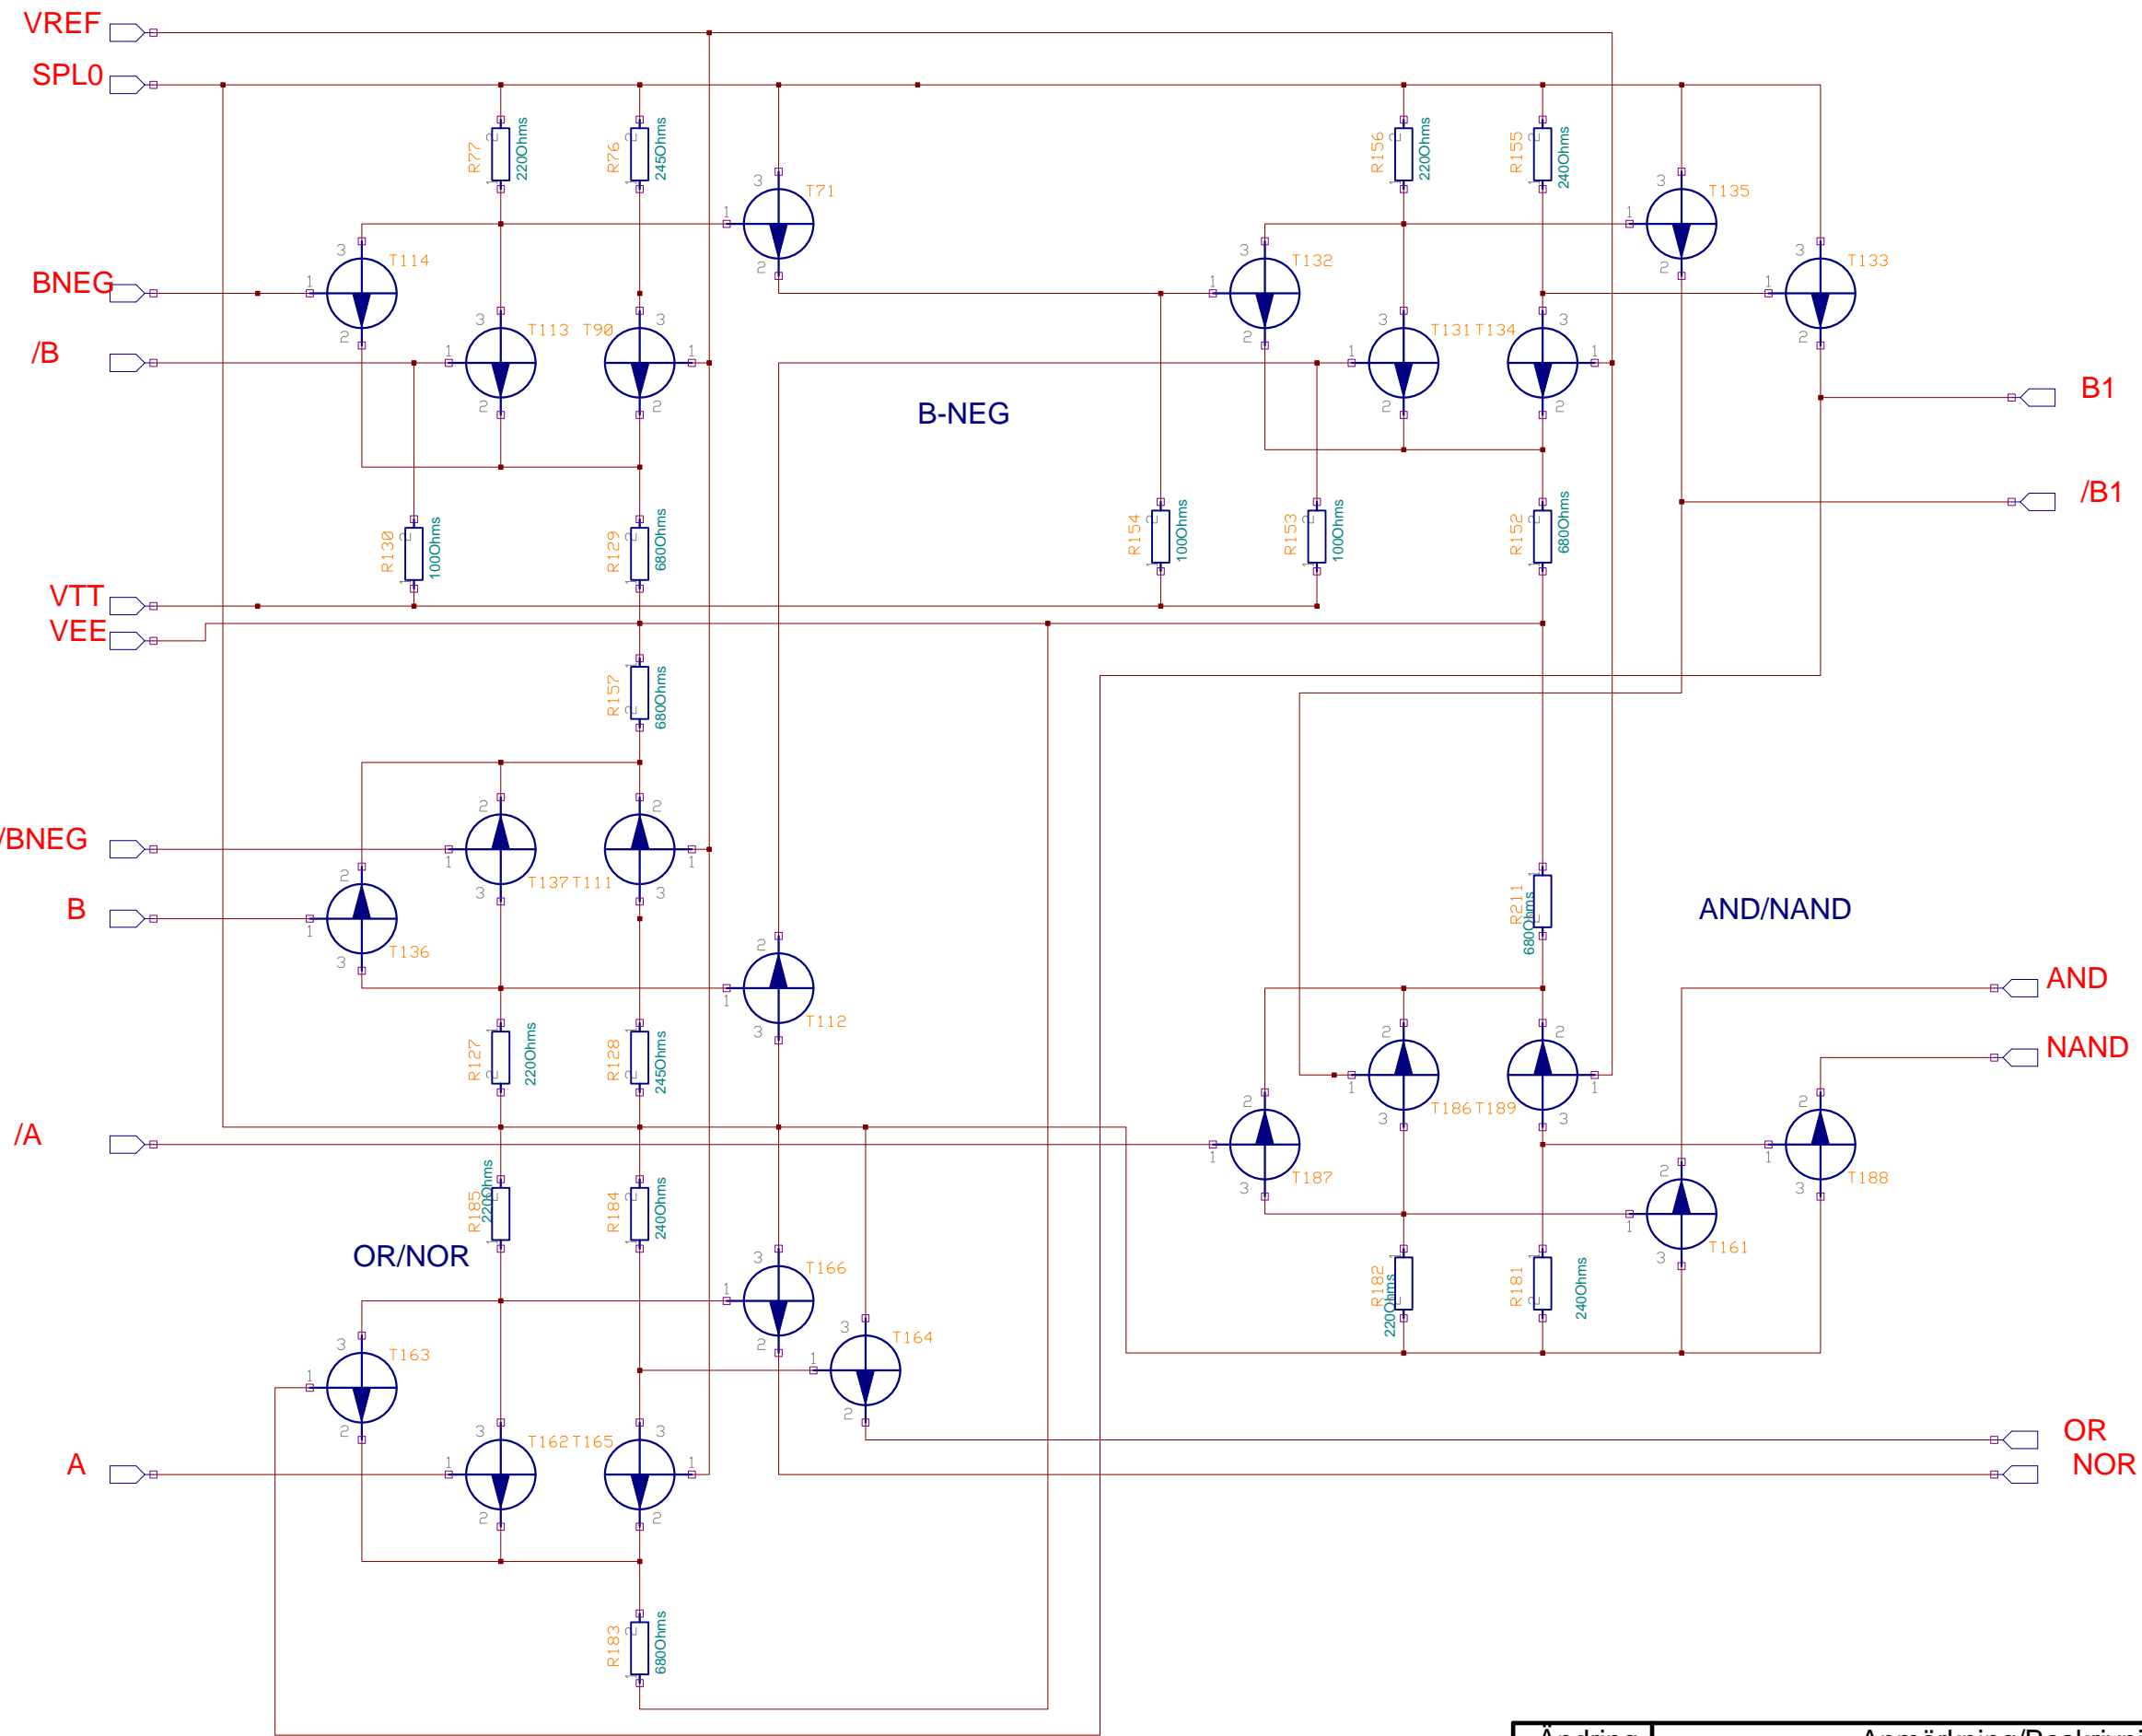 VREF
SPL0
R77 220Ohms
R76 245Ohms
T71
R156 220Ohms
R155 240Ohms
T135
BNEG
T114
T132
T133
/B
T113
T90
B-NEG
T131
T134
B1
/B1
R130 100Ohms
R129 680Ohms
R154 100Ohms
R153 100Ohms
R152 680Ohms
VTT
VEE
R157 680Ohms
/BNEG
T137
T111
B
T136
R211 680Ohms
AND/NAND
T112
AND
R127 220Ohms
R128 245Ohms
NAND
T186
T189
/A
T187
T188
R185 220Ohms
R184 240Ohms
OR/NOR
T166
T161
R182 220Ohms
R181 240Ohms
T163
T164
OR
A
T162
T165
NOR
R183 680Ohms